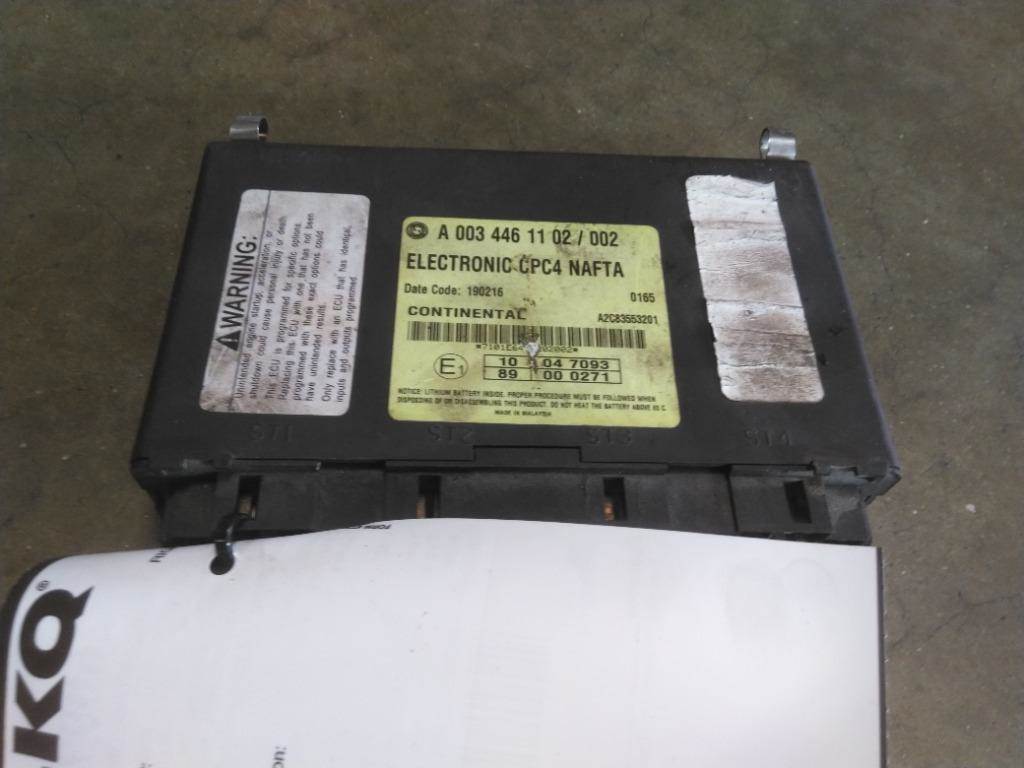 WARNING:
Unintended engine startup, acceleration, or
shutdown could cause personal injury or death
This ECU is programmed for specific options.
Replacing this ECU with one that has not been
programmed with these exact options could
have unintended results.
Only replace with an ECU that has identical
inputs and outputs programmed.
A 003 446 11 02 / 002
ELECTRONIC CPC4 NAFTA
Date Code: 190216
0165
CONTINENTAL
A2C83553201
E1
10
04 7093
89
00 0271
NOTICE: LITHIUM BATTERY INSIDE. PROPER PROCEDURE MUST BE FOLLOWED WHEN
DISPOSING OF OR DISASSEMBLING THIS PRODUCT. DO NOT HEAT THE BATTERY ABOVE 60 C.
MADE IN MALAYSIA
ST1
ST2
ST3
ST4
KQ®
on: